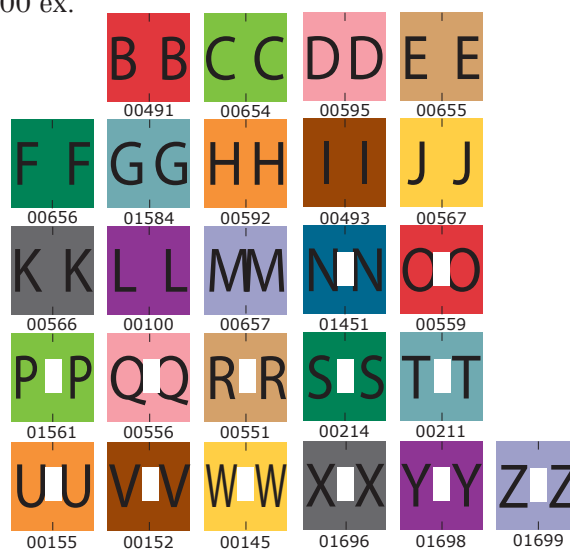 00 ex.
B B C C D D E E
00491 00654 00595 00655
F F G G H H I I J J
00656 01584 00592 00493 00567
K K L L M M N N O O
00566 00100 00657 01451 00559
P P Q Q R R S S T T
01561 00556 00551 00214 00211
U U V V W W X X Y Y Z Z
00155 00152 00145 01696 01698 01699